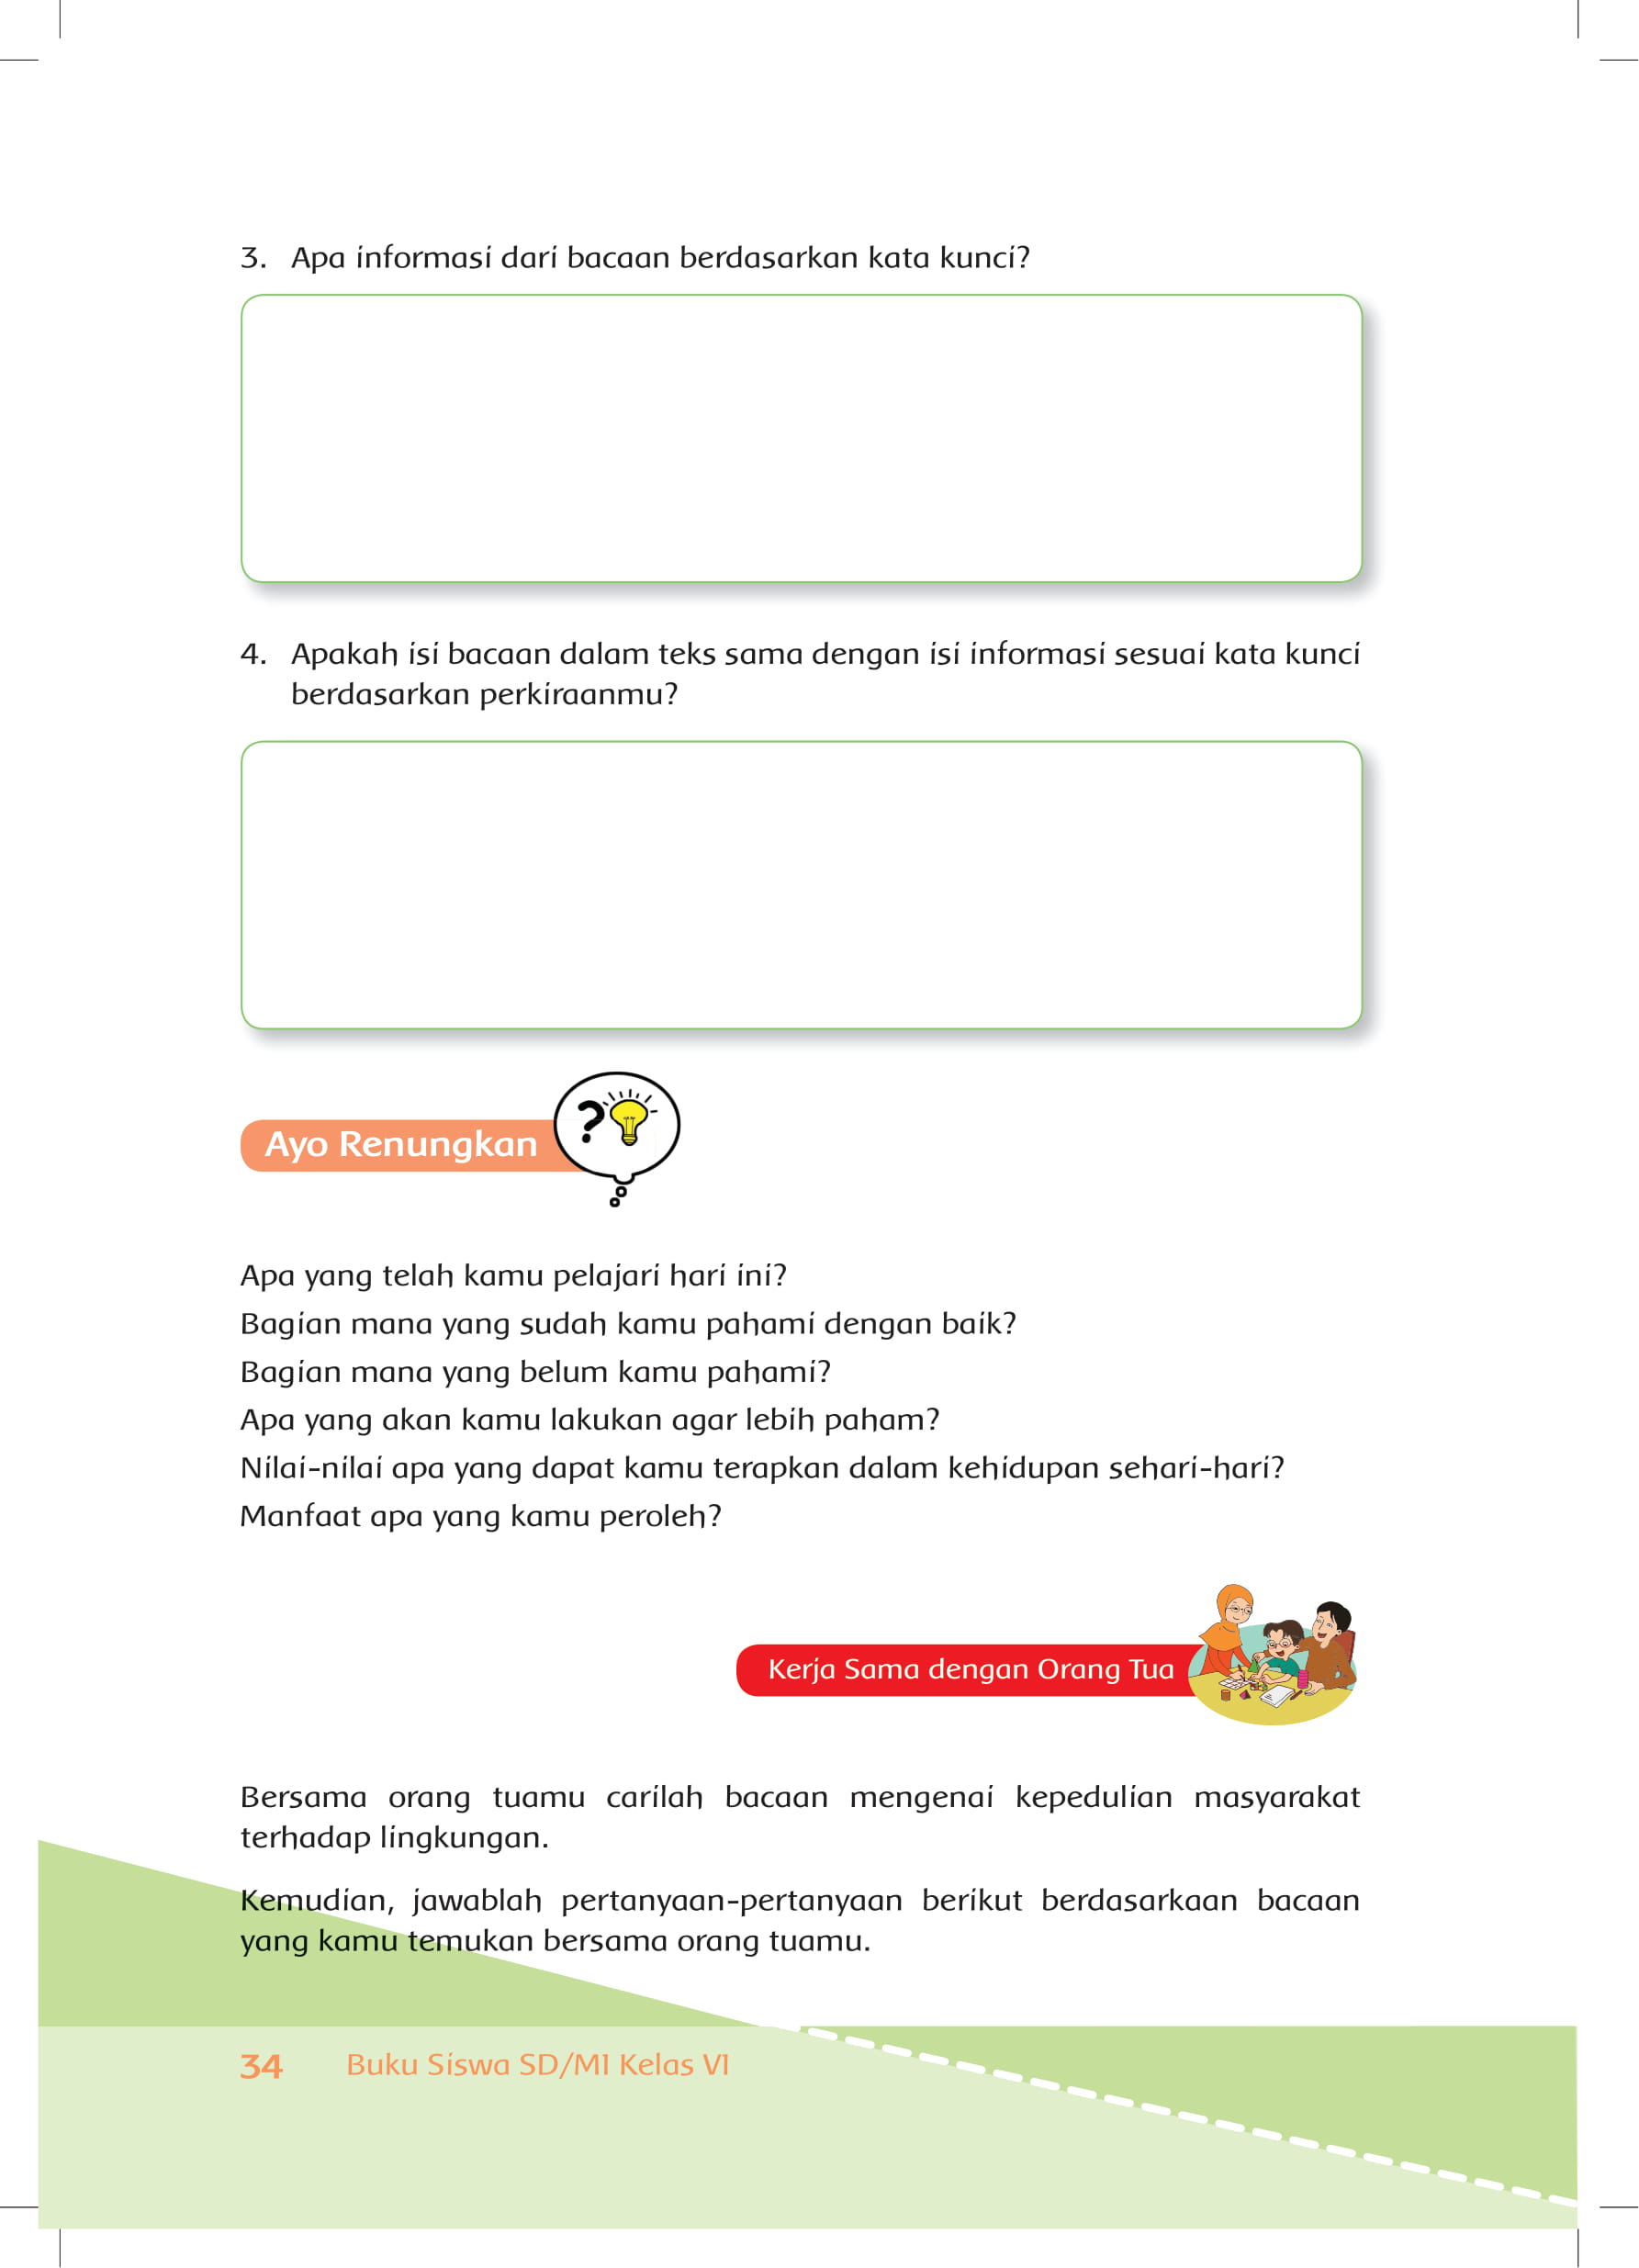 3. Apa informasi dari bacaan berdasarkan kata kunci?
4. Apakah isi bacaan dalam teks sama dengan isi informasi sesuai kata kunci
berdasarkan perkiraanmu?
?
Ayo Renungkan
Apa yang telah kamu pelajari hari ini?
Bagian mana yang sudah kamu pahami dengan baik?
Bagian mana yang belum kamu pahami?
Apa yang akan kamu lakukan agar lebih paham?
Nilai-nilai apa yang dapat kamu terapkan dalam kehidupan sehari-hari?
Manfaat apa yang kamu peroleh?
Kerja Sama dengan Orang Tua
Bersama orang tuamu carilah bacaan mengenai kepedulian masyarakat
terhadap lingkungan.
Kemudian, jawablah pertanyaan-pertanyaan berikut berdasarkaan bacaan
yang kamu temukan bersama orang tuamu.
34 Buku Siswa SD/MI Kelas VI